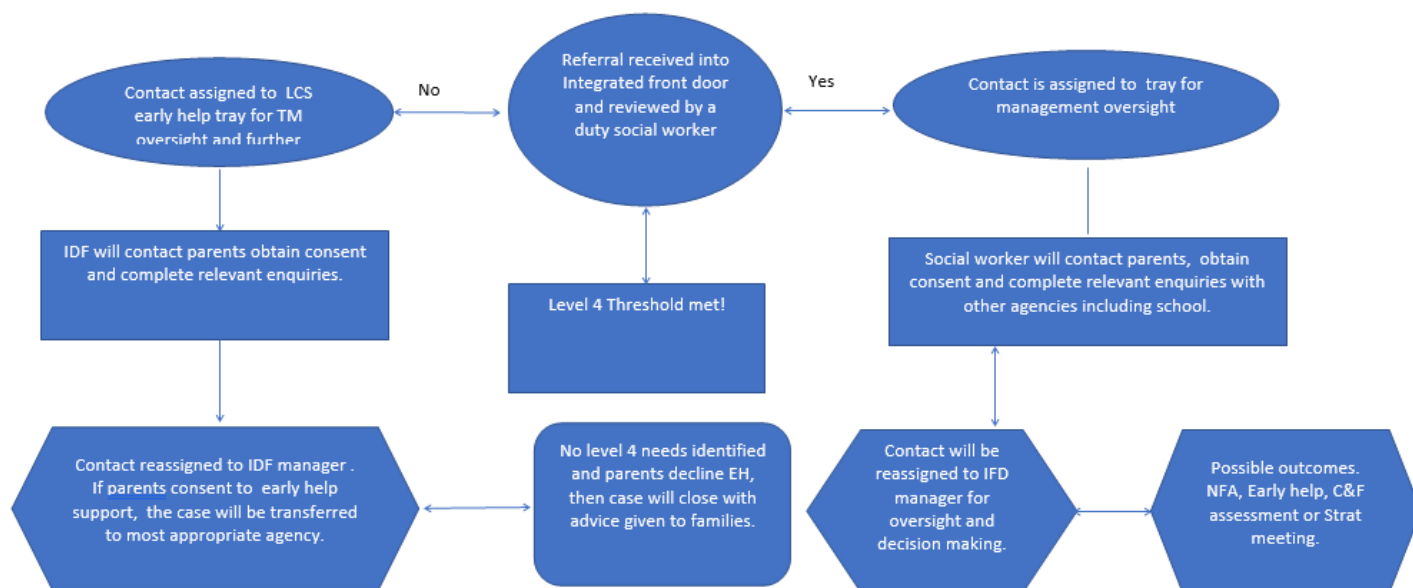 Contact assigned to LCS
early help tray for TM
oversight and further
No
Referral received into
Integrated front door
and reviewed by a
duty social worker
Yes
Contact is assigned to tray for
management oversight
IDF will contact parents obtain consent
and complete relevant enquiries.
Level 4 Threshold met!
Social worker will contact parents, obtain
consent and complete relevant enquiries with
other agencies including school.
Contact reassigned to IDF manager .
If parents consent to early help
support, the case will be transferred
to most appropriate agency.
No level 4 needs identified
and parents decline EH,
then case will close with
advice given to families.
Contact will be
reassigned to IFD
manager for
oversight and
decision making.
Possible outcomes.
NFA, Early help, C&F
assessment or Strat
meeting.